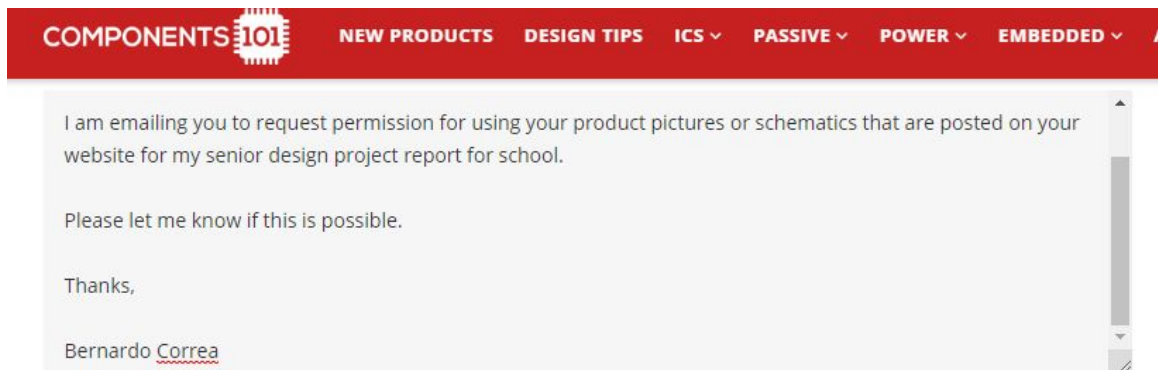 COMPONENTS 101 NEW PRODUCTS DESIGN TIPS ICS PASSIVE POWER EMBEDDED
I am emailing you to request permission for using your product pictures or schematics that are posted on your
website for my senior design project report for school.
Please let me know if this is possible.
Thanks,
Bernardo Correa